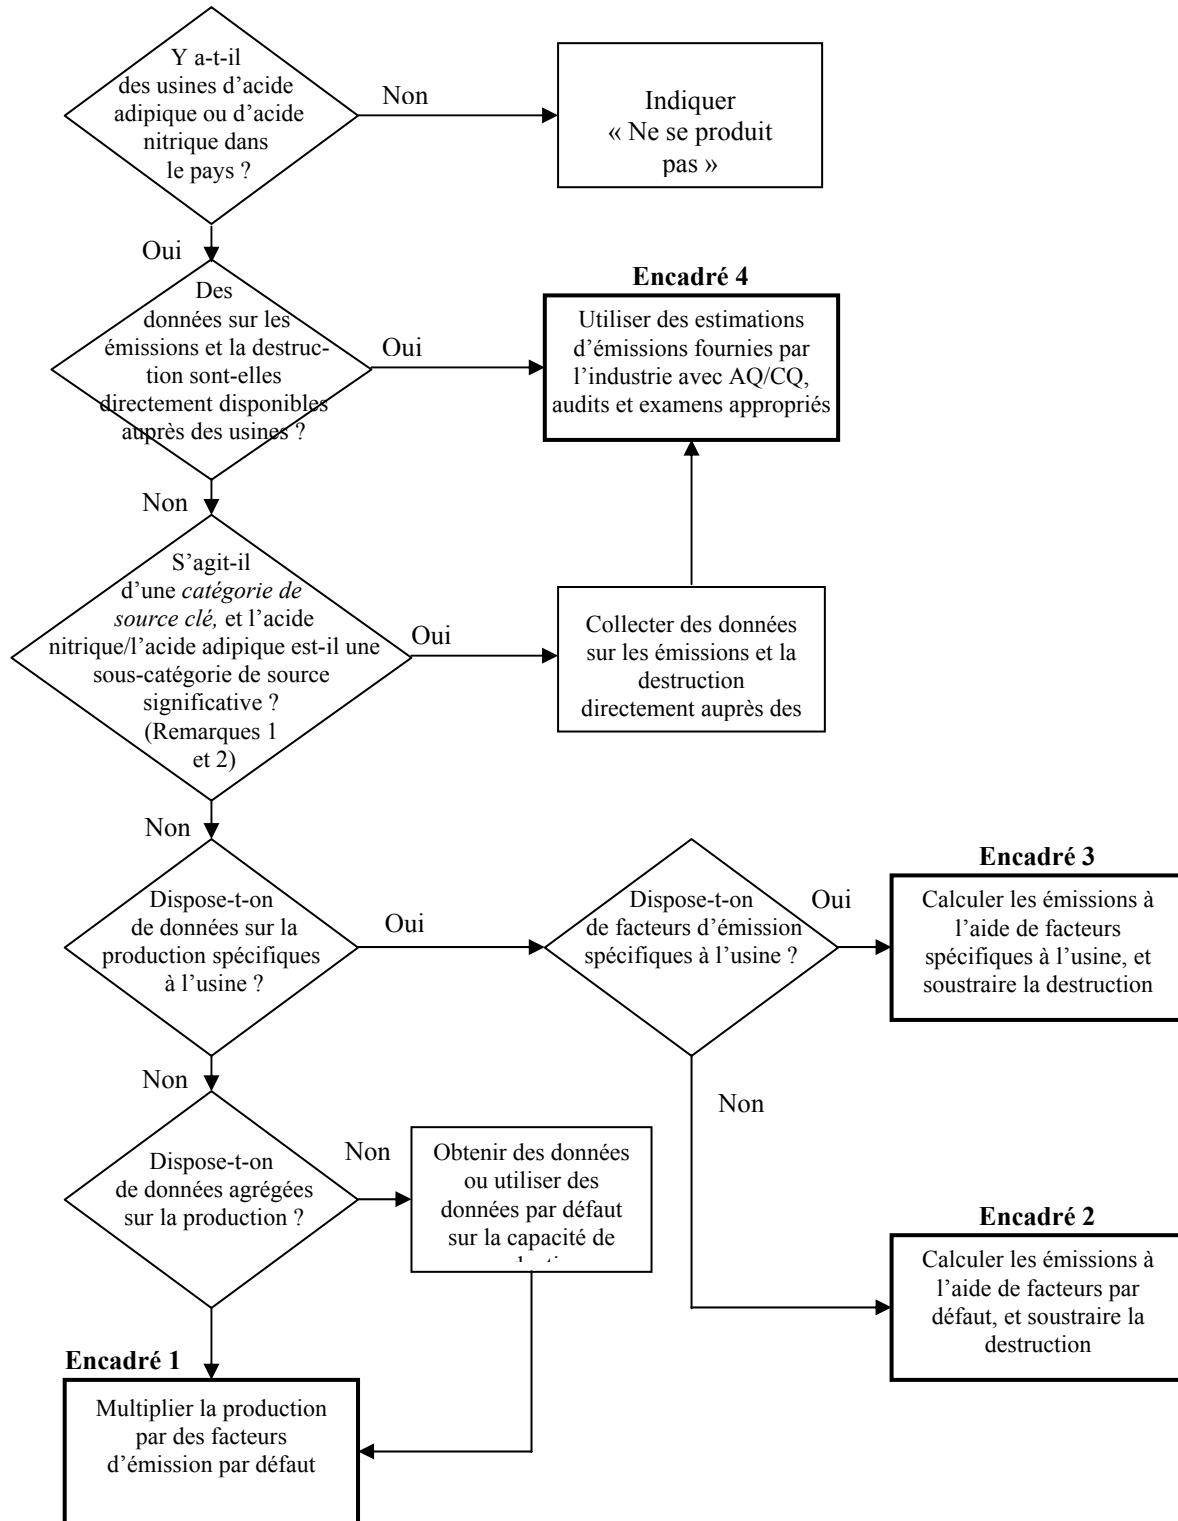 Y a-t-il
des usines d’acide
adipique ou d’acide
nitrique dans
le pays ?
Non
Indiquer
« Ne se produit
pas »
Oui
Des
données sur les
émissions et la destruc-
tion sont-elles
directement disponibles
auprès des usines ?
Oui
Encadré 4
Utiliser des estimations
d’émissions fournies par
l’industrie avec AQ/CQ,
audits et examens appropriés
Non
S’agit-il
d’une catégorie de
source clé, et l’acide
nitrique/l’acide adipique est-il une
sous-catégorie de source
significative ?
(Remarques 1
et 2)
Oui
Collecter des données
sur les émissions et la
destruction
directement auprès des
Non
Dispose-t-on
de données sur la
production spécifiques
à l’usine ?
Oui
Dispose-t-on
de facteurs d’émission
spécifiques à l’usine ?
Oui
Encadré 3
Calculer les émissions à
l’aide de facteurs
spécifiques à l’usine, et
soustraire la destruction
Non
Non
Dispose-t-on
de données agrégées
sur la production ?
Non
Obtenir des données
ou utiliser des
données par défaut
sur la capacité de
Encadré 2
Calculer les émissions à
l’aide de facteurs par
défaut, et soustraire la
destruction
Encadré 1
Multiplier la production
par des facteurs
d’émission par défaut